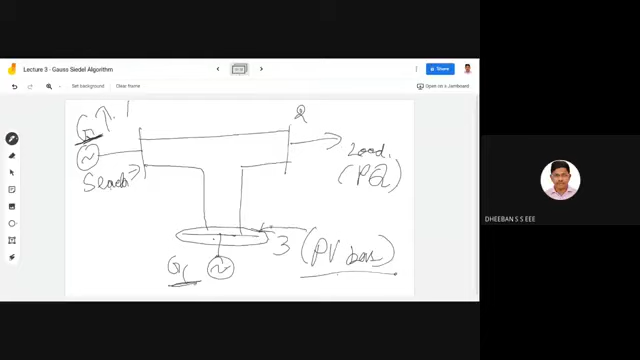 Lecture 3 - Gauss Siedel Algorithm
Share
Set background
Clear frame
Open on a Jamboard
1
2
Load
(PQ)
Slack
3 (PV bus)
G1
DHEEBAN S S EEE